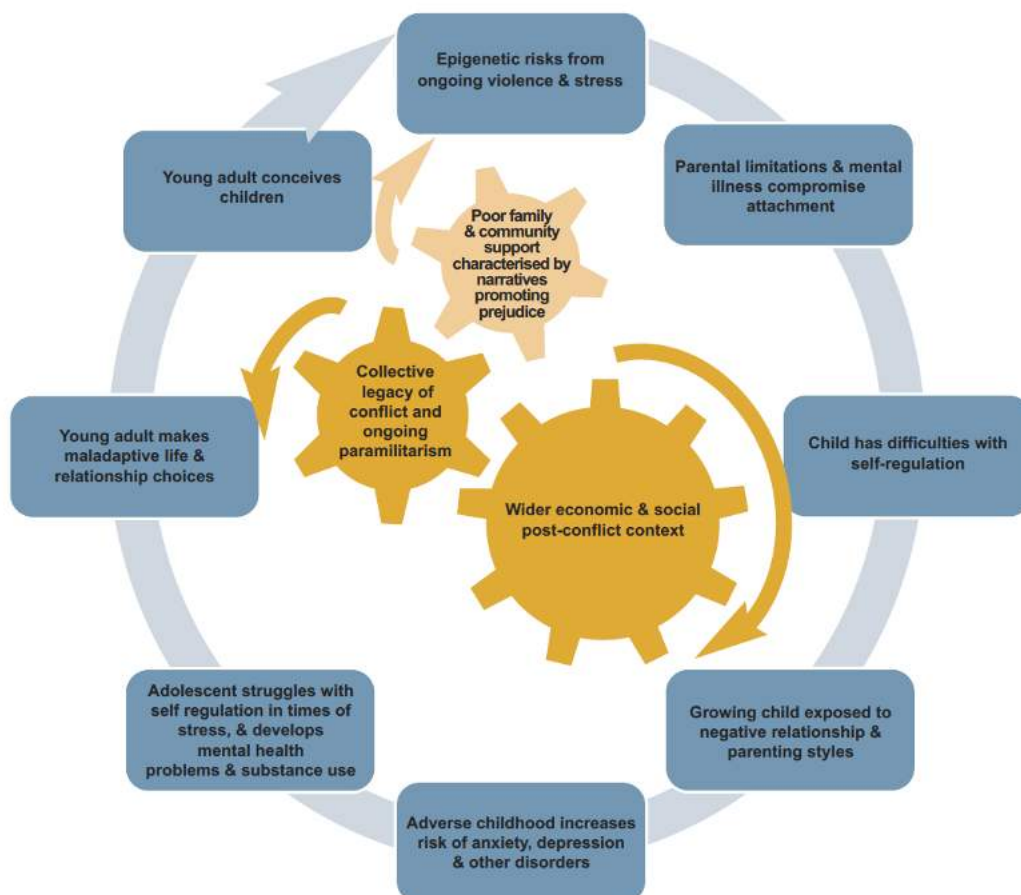 Epigenetic risks from
ongoing violence & stress
Parental limitations & mental
illness compromise
attachment
Child has difficulties with
self-regulation
Growing child exposed to
negative relationship &
parenting styles
Adverse childhood increases
risk of anxiety, depression
& other disorders
Adolescent struggles with
self regulation in times of
stress, & develops
mental health
problems & substance use
Young adult makes
maladaptive life &
relationship choices
Young adult conceives
children
Poor family
& community
support
characterised by
narratives
promoting
prejudice
Collective
legacy of
conflict and
ongoing
paramilitarism
Wider economic & social
post-conflict context